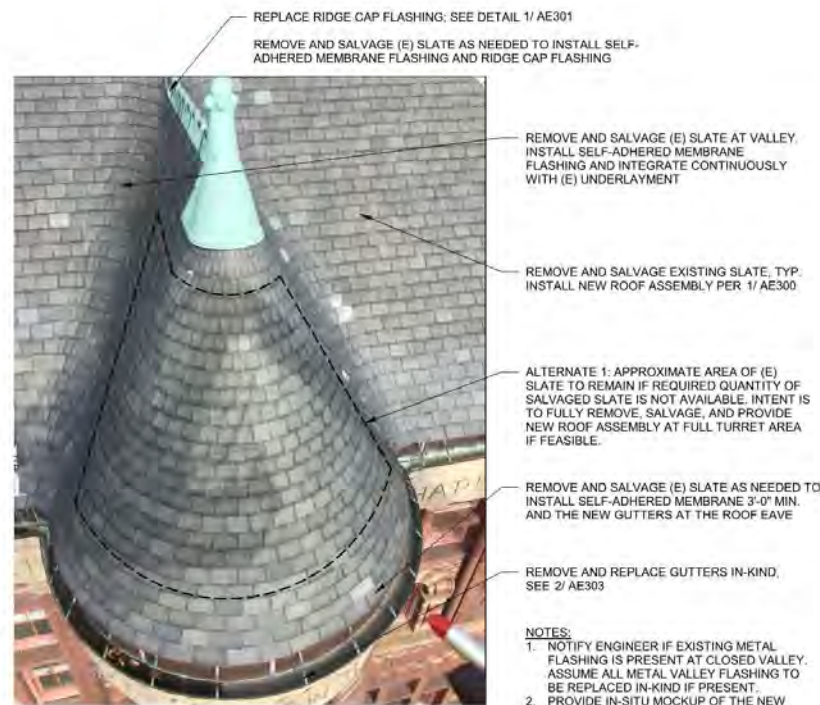 REPLACE RIDGE CAP FLASHING; SEE DETAIL 1/ AE301
REMOVE AND SALVAGE (E) SLATE AS NEEDED TO INSTALL SELF-
ADHERED MEMBRANE FLASHING AND RIDGE CAP FLASHING
REMOVE AND SALVAGE (E) SLATE AT VALLEY.
INSTALL SELF-ADHERED MEMBRANE
FLASHING AND INTEGRATE CONTINUOUSLY
WITH (E) UNDERLAYMENT
REMOVE AND SALVAGE EXISTING SLATE, TYP.
INSTALL NEW ROOF ASSEMBLY PER 1/ AE300
ALTERNATE 1: APPROXIMATE AREA OF (E)
SLATE TO REMAIN IF REQUIRED QUANTITY OF
SALVAGED SLATE IS NOT AVAILABLE. INTENT IS
TO FULLY REMOVE, SALVAGE, AND PROVIDE
NEW ROOF ASSEMBLY AT FULL TURRET AREA
IF FEASIBLE.
REMOVE AND SALVAGE (E) SLATE AS NEEDED TO
INSTALL SELF-ADHERED MEMBRANE 3'-0" MIN.
AND THE NEW GUTTERS AT THE ROOF EAVE
REMOVE AND REPLACE GUTTERS IN-KIND,
SEE 2/ AE303
NOTES:
1. NOTIFY ENGINEER IF EXISTING METAL
FLASHING IS PRESENT AT CLOSED VALLEY.
ASSUME ALL METAL VALLEY FLASHING TO
BE REPLACED IN-KIND IF PRESENT.
2. PROVIDE IN-SITU MOCKUP OF THE NEW